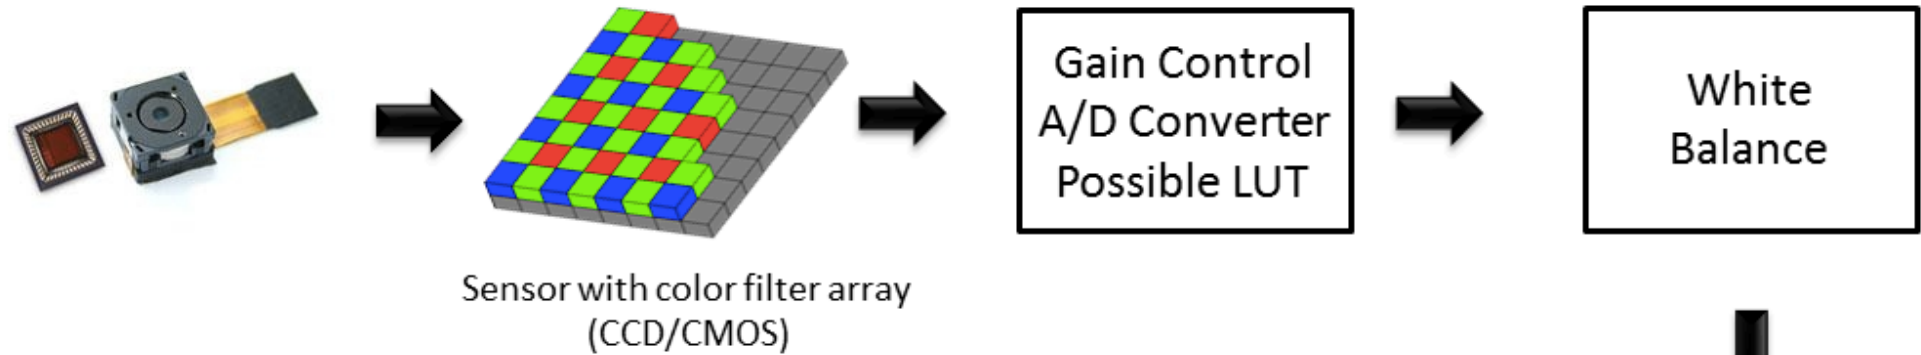 Gain Control
A/D Converter
Possible LUT
White
Balance
Sensor with color filter array
(CCD/CMOS)